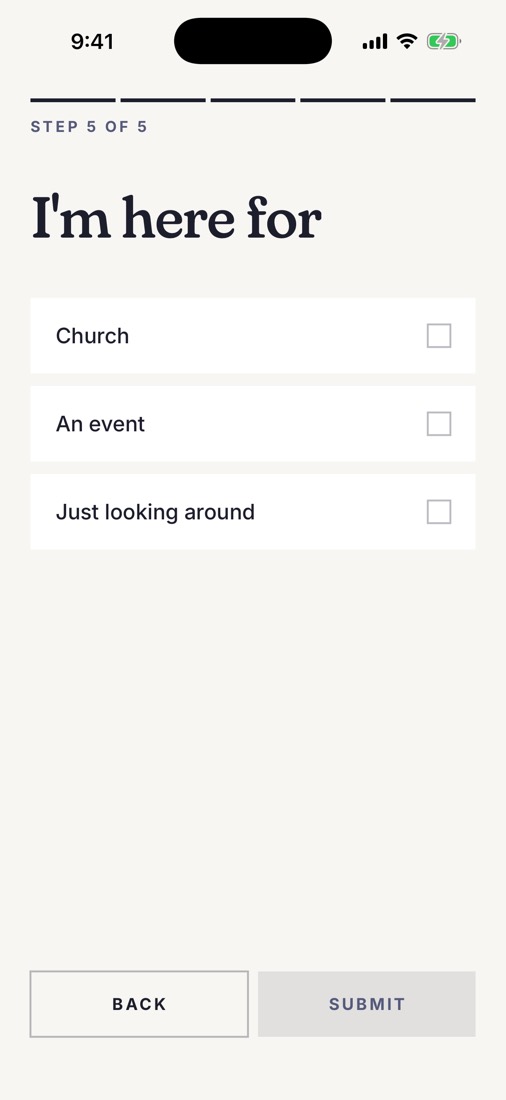 9:41
STEP 5 OF 5
I'm here for
Church
An event
Just looking around
BACK
SUBMIT